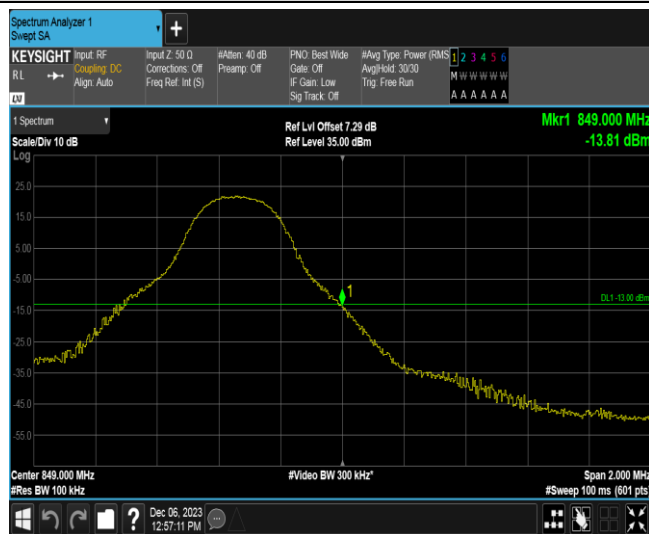 Spectrum Analyzer 1
Swept SA
+
KEYSIGHT
RL
LXI
Input: RF
Coupling: DC
Align: Auto
Input Z: 50 Ω
Corrections: Off
Freq Ref: Int (S)
#Atten: 40 dB
Preamp: Off
PNO: Best Wide
Gate: Off
IF Gain: Low
Sig Track: Off
#Avg Type: Power (RMS
Avg|Hold: 30/30
Trig: Free Run
1 2 3 4 5 6
M W W W W W
A A A A A A
1 Spectrum
Scale/Div 10 dB
Log
Ref Lvl Offset 7.29 dB
Ref Level 35.00 dBm
Mkr1 849.000 MHz
-13.81 dBm
25.0
15.0
5.00
-5.00
-15.0
-25.0
-35.0
-45.0
-55.0
1
DL1 -13.00 dBm
Center 849.000 MHz
#Res BW 100 kHz
#Video BW 300 kHz*
Span 2.000 MHz
#Sweep 100 ms (601 pts)
?
Dec 06, 2023
12:57:11 PM